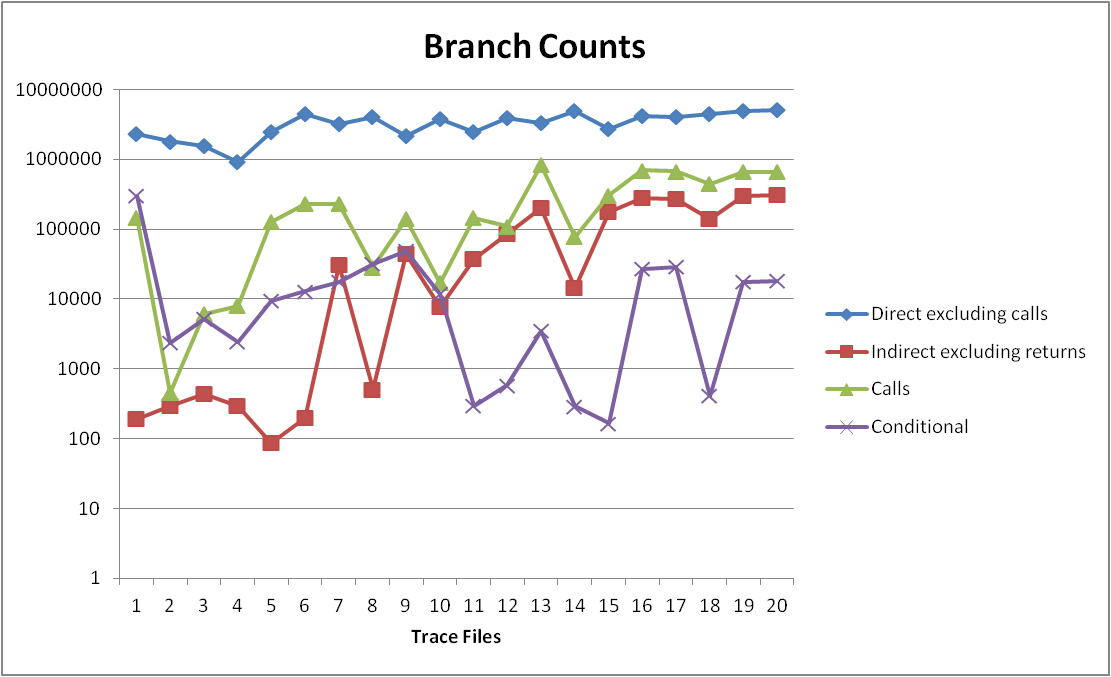 Branch Counts
10000000
1000000
100000
10000
1000
100
10
1
1 2 3 4 5 6 7 8 9 10 11 12 13 14 15 16 17 18 19 20
Trace Files
Direct excluding calls
Indirect excluding returns
Calls
Conditional